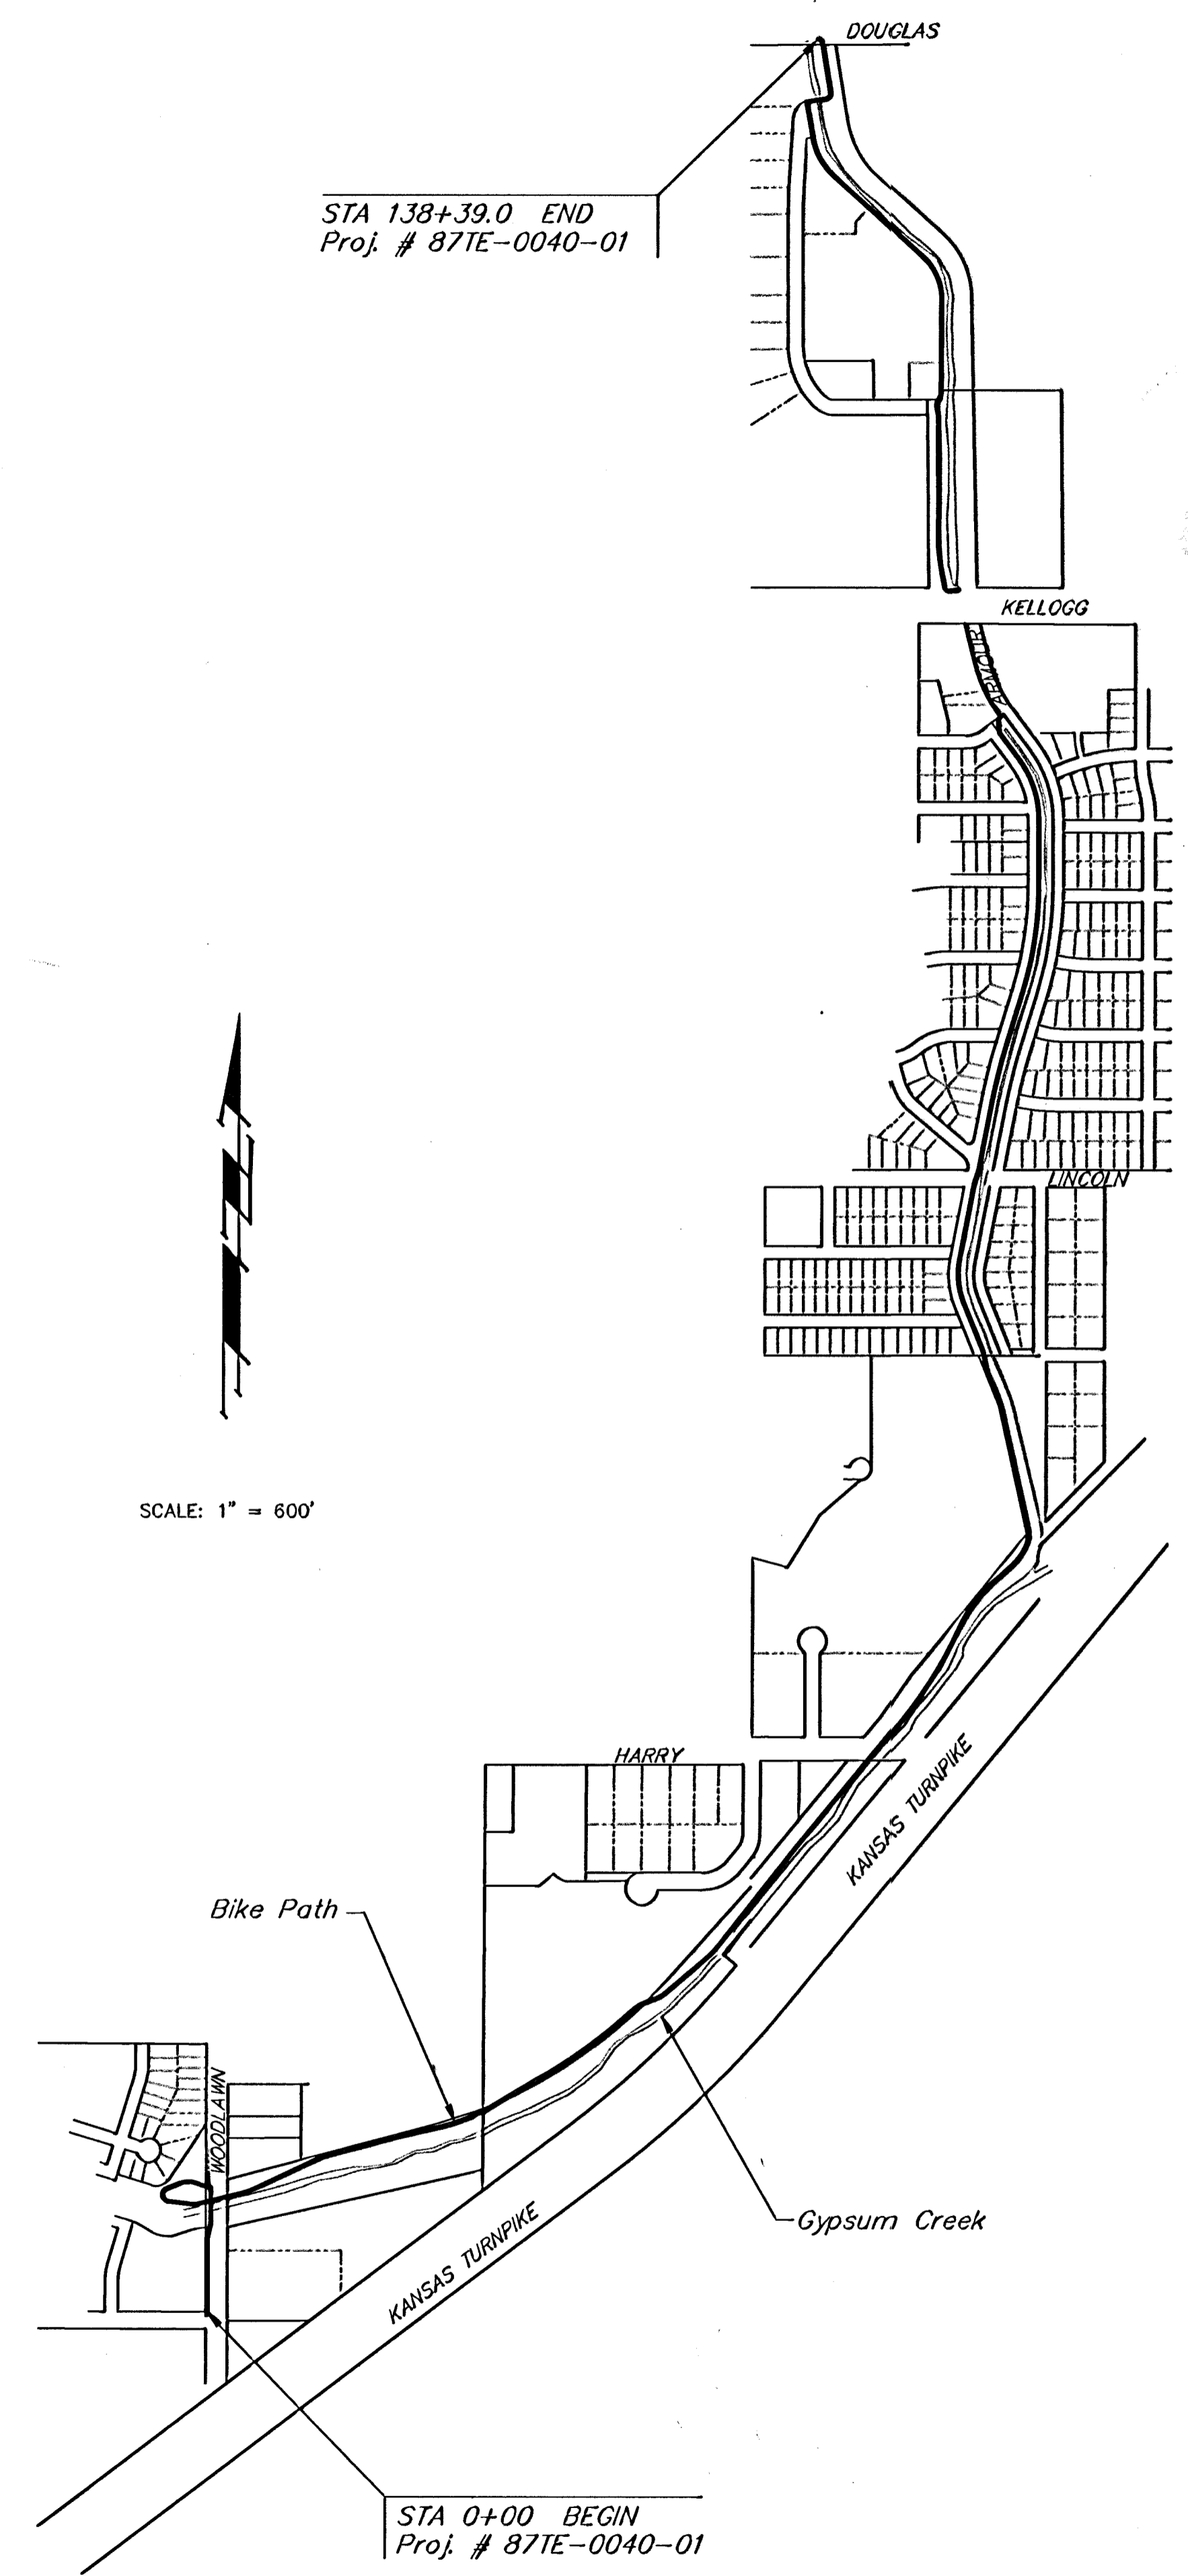 DOUGLAS
STA 138+39.0 END
Proj. # 87TE-0040-01
KELLOGG
ARMOUR
LINCOLN
SCALE: 1" = 600'
HARRY
KANSAS TURNPIKE
Bike Path
WOODLAWN
Gypsum Creek
KANSAS TURNPIKE
STA 0+00 BEGIN
Proj. # 87TE-0040-01